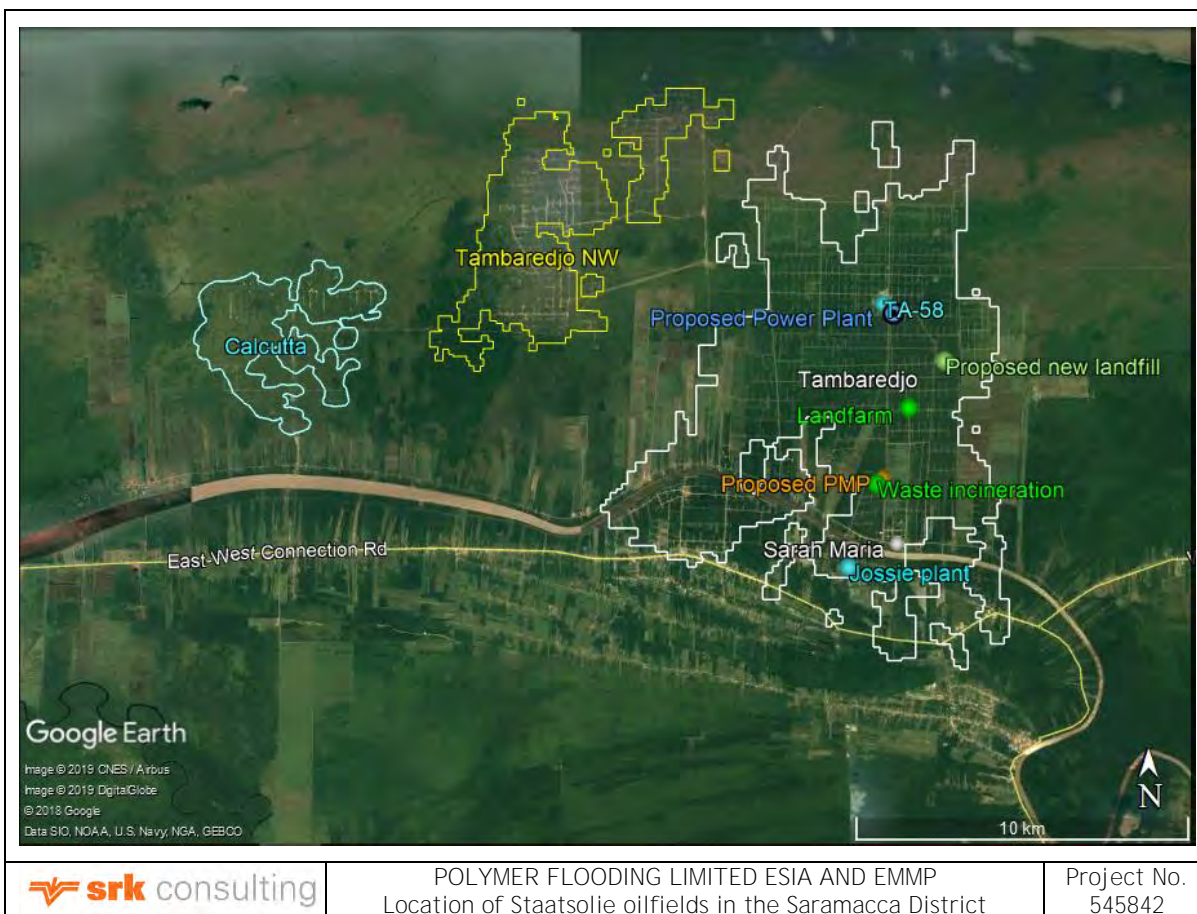 Tambaredjo NW
Calcutta
Proposed Power Plant
TA-58
Proposed new landfill
Tambaredjo
Landfarm
Proposed PMP
Waste incineration
East-West Connection Rd
Sarah Maria
Jossie plant
Google Earth
Image © 2019 CNES / Airbus
Image © 2019 DigitalGlobe
© 2018 Google
Data SIO, NOAA, U.S. Navy, NGA, GEBCO
N
10 km
srk consulting
POLYMER FLOODING LIMITED ESIA AND EMMP
Location of Staatsolie oilfields in the Saramacca District
Project No.
545842